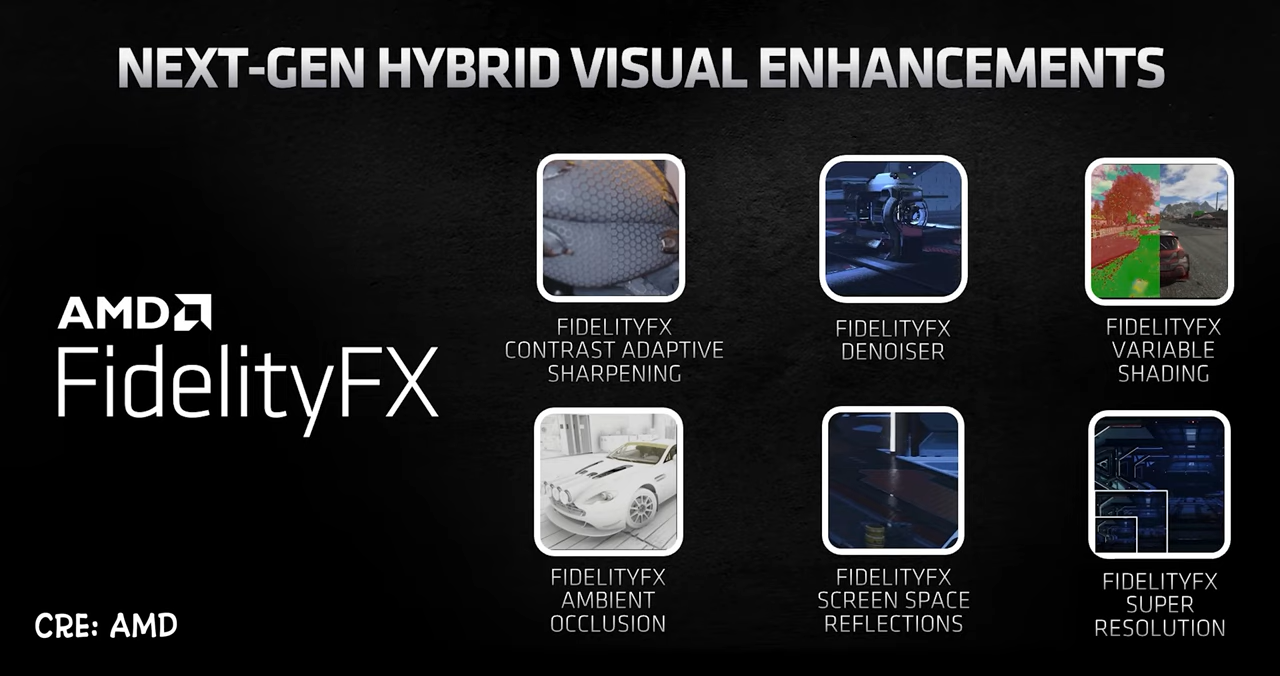 NEXT-GEN HYBRID VISUAL ENHANCEMENTS
AMD
FidelityFX
FIDELITYFX
CONTRAST ADAPTIVE
SHARPENING
FIDELITYFX
DENOISER
FIDELITYFX
VARIABLE
SHADING
FIDELITYFX
AMBIENT
OCCLUSION
FIDELITYFX
SCREEN SPACE
REFLECTIONS
FIDELITYFX
SUPER
RESOLUTION
CRE: AMD